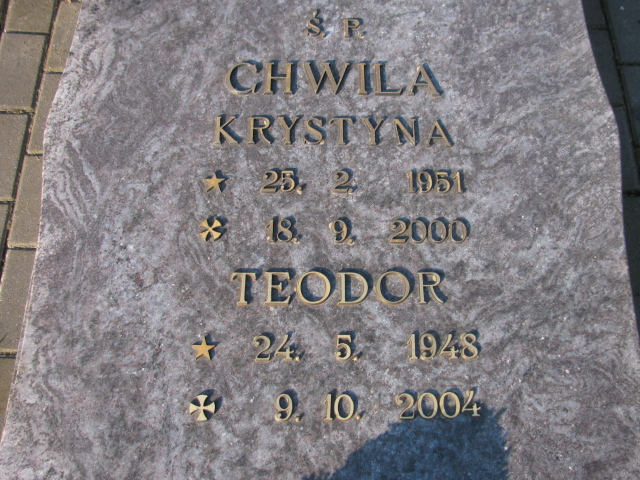 Ś. P.
CHWILA
KRYSTYNA
25. 2. 1951
18. 9. 2000
TEODOR
24. 5. 1948
9. 10. 2004